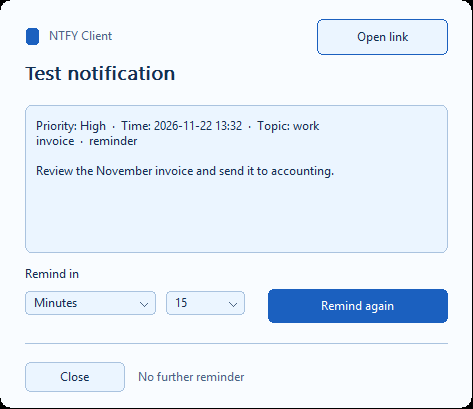 NTFY Client
Open link
Test notification
Priority: High · Time: 2026-11-22 13:32 · Topic: work
invoice · reminder
Review the November invoice and send it to accounting.
Remind in
Minutes
15
Remind again
Close
No further reminder